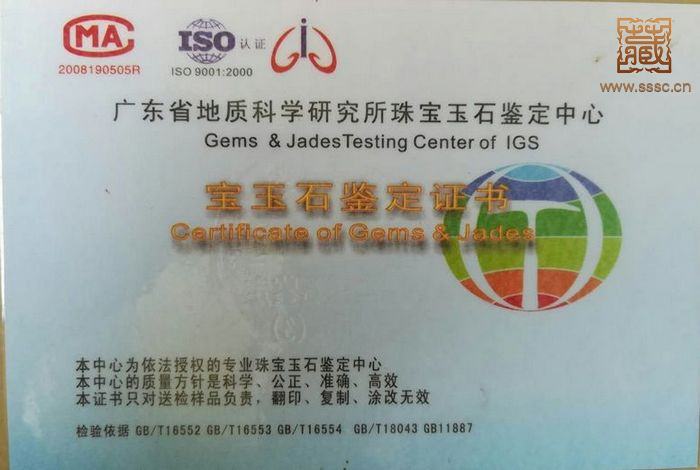 CMA
2008190505R
ISO 认证
ISO 9001:2000
藏
www.sssc.cn
广东省地质科学研究所珠宝玉石鉴定中心
Gems & JadesTesting Center of IGS
宝玉石鉴定证书
Certificate of Gems & Jades
本中心为依法授权的专业珠宝玉石鉴定中心
本中心的质量方针是科学、公正、准确、高效
本证书只对送检样品负责，翻印、复制、涂改无效
检验依据 GB/T16552 GB/T16553 GB/T16554 GB/T18043 GB11887